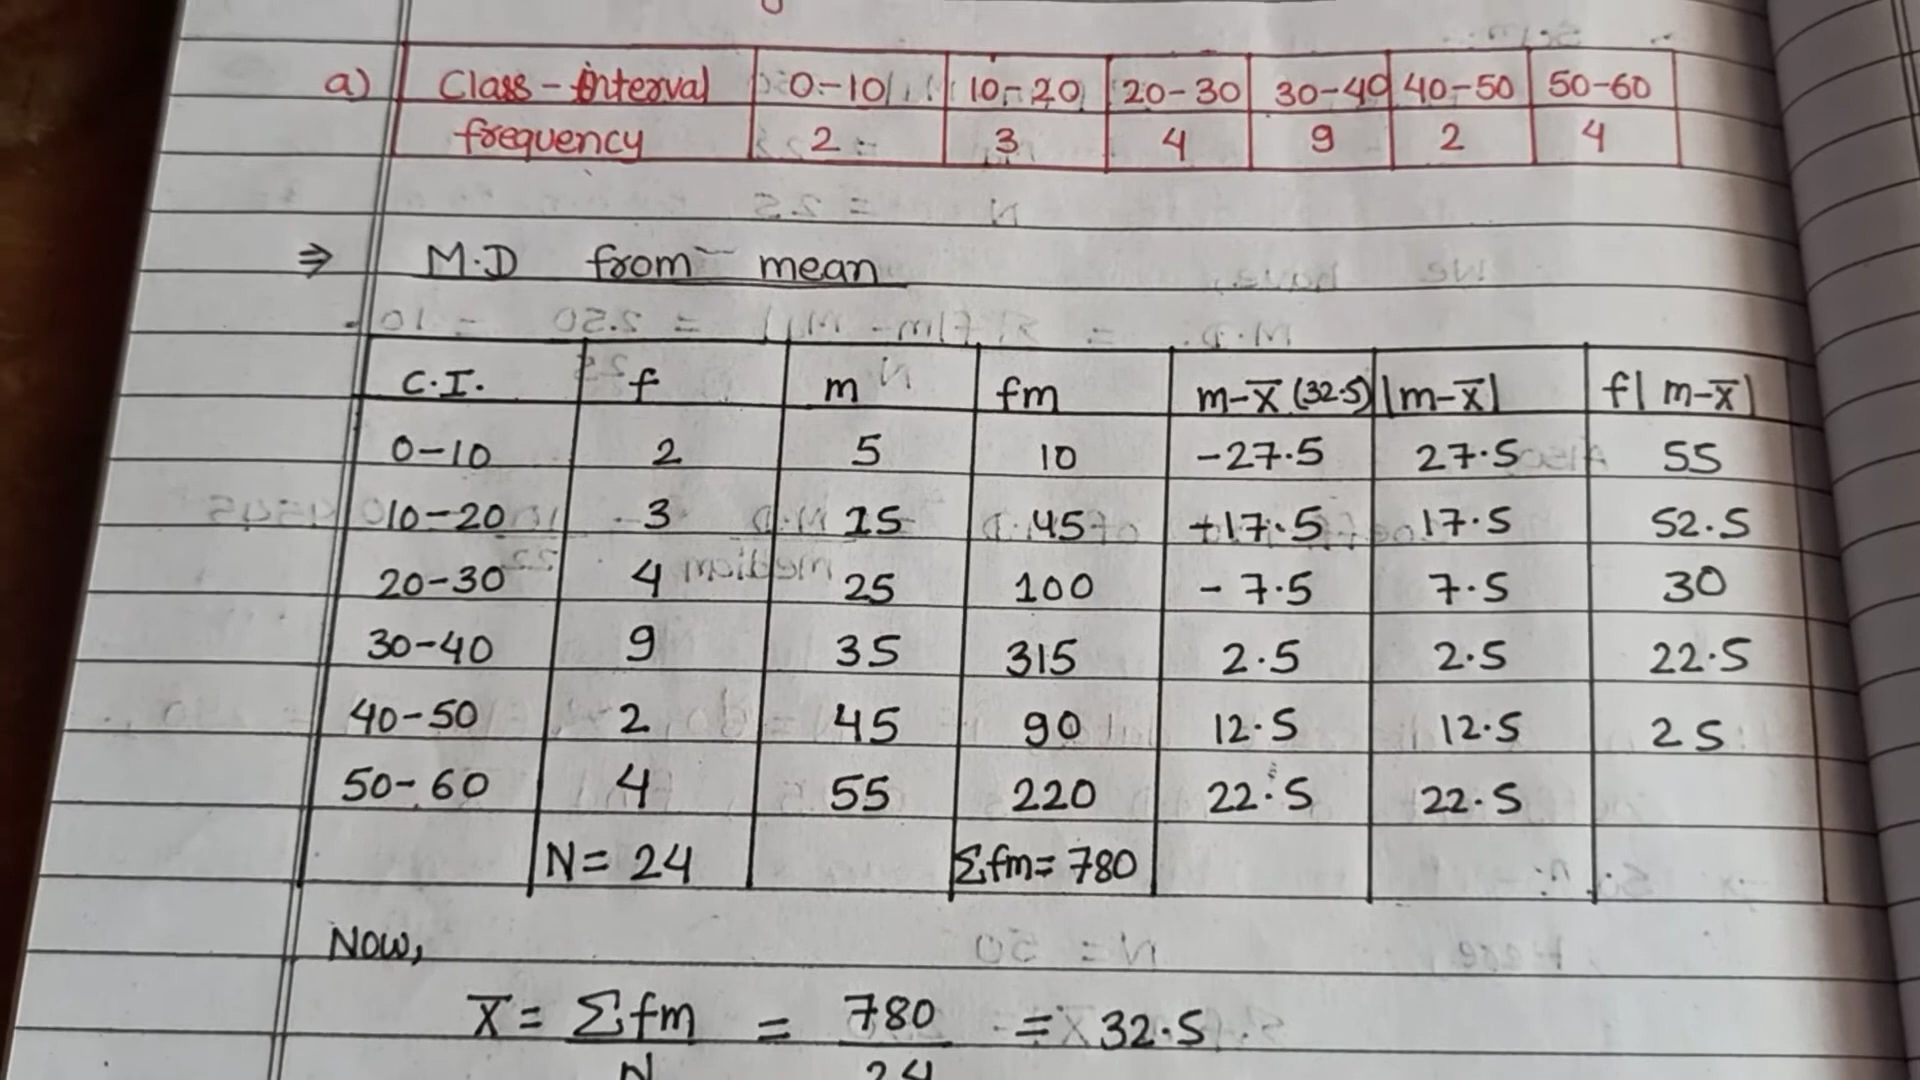 a) Class-interval 0-10 10-20 20-30 30-40 40-50 50-60
frequency 2 3 4 9 2 4
⇒ M.D from mean
C.I. f m fm m-x̅ (32.5) |m-x̅| f| m-x̅|
0-10 2 5 10 -27.5 27.5 55
10-20 3 15 45 -17.5 17.5 52.5
20-30 4 25 100 -7.5 7.5 30
30-40 9 35 315 2.5 2.5 22.5
40-50 2 45 90 12.5 12.5 25
50-60 4 55 220 22.5 22.5
N= 24 Σfm= 780
Now,
X̅ = Σfm / N = 780 / 24 = 32.5